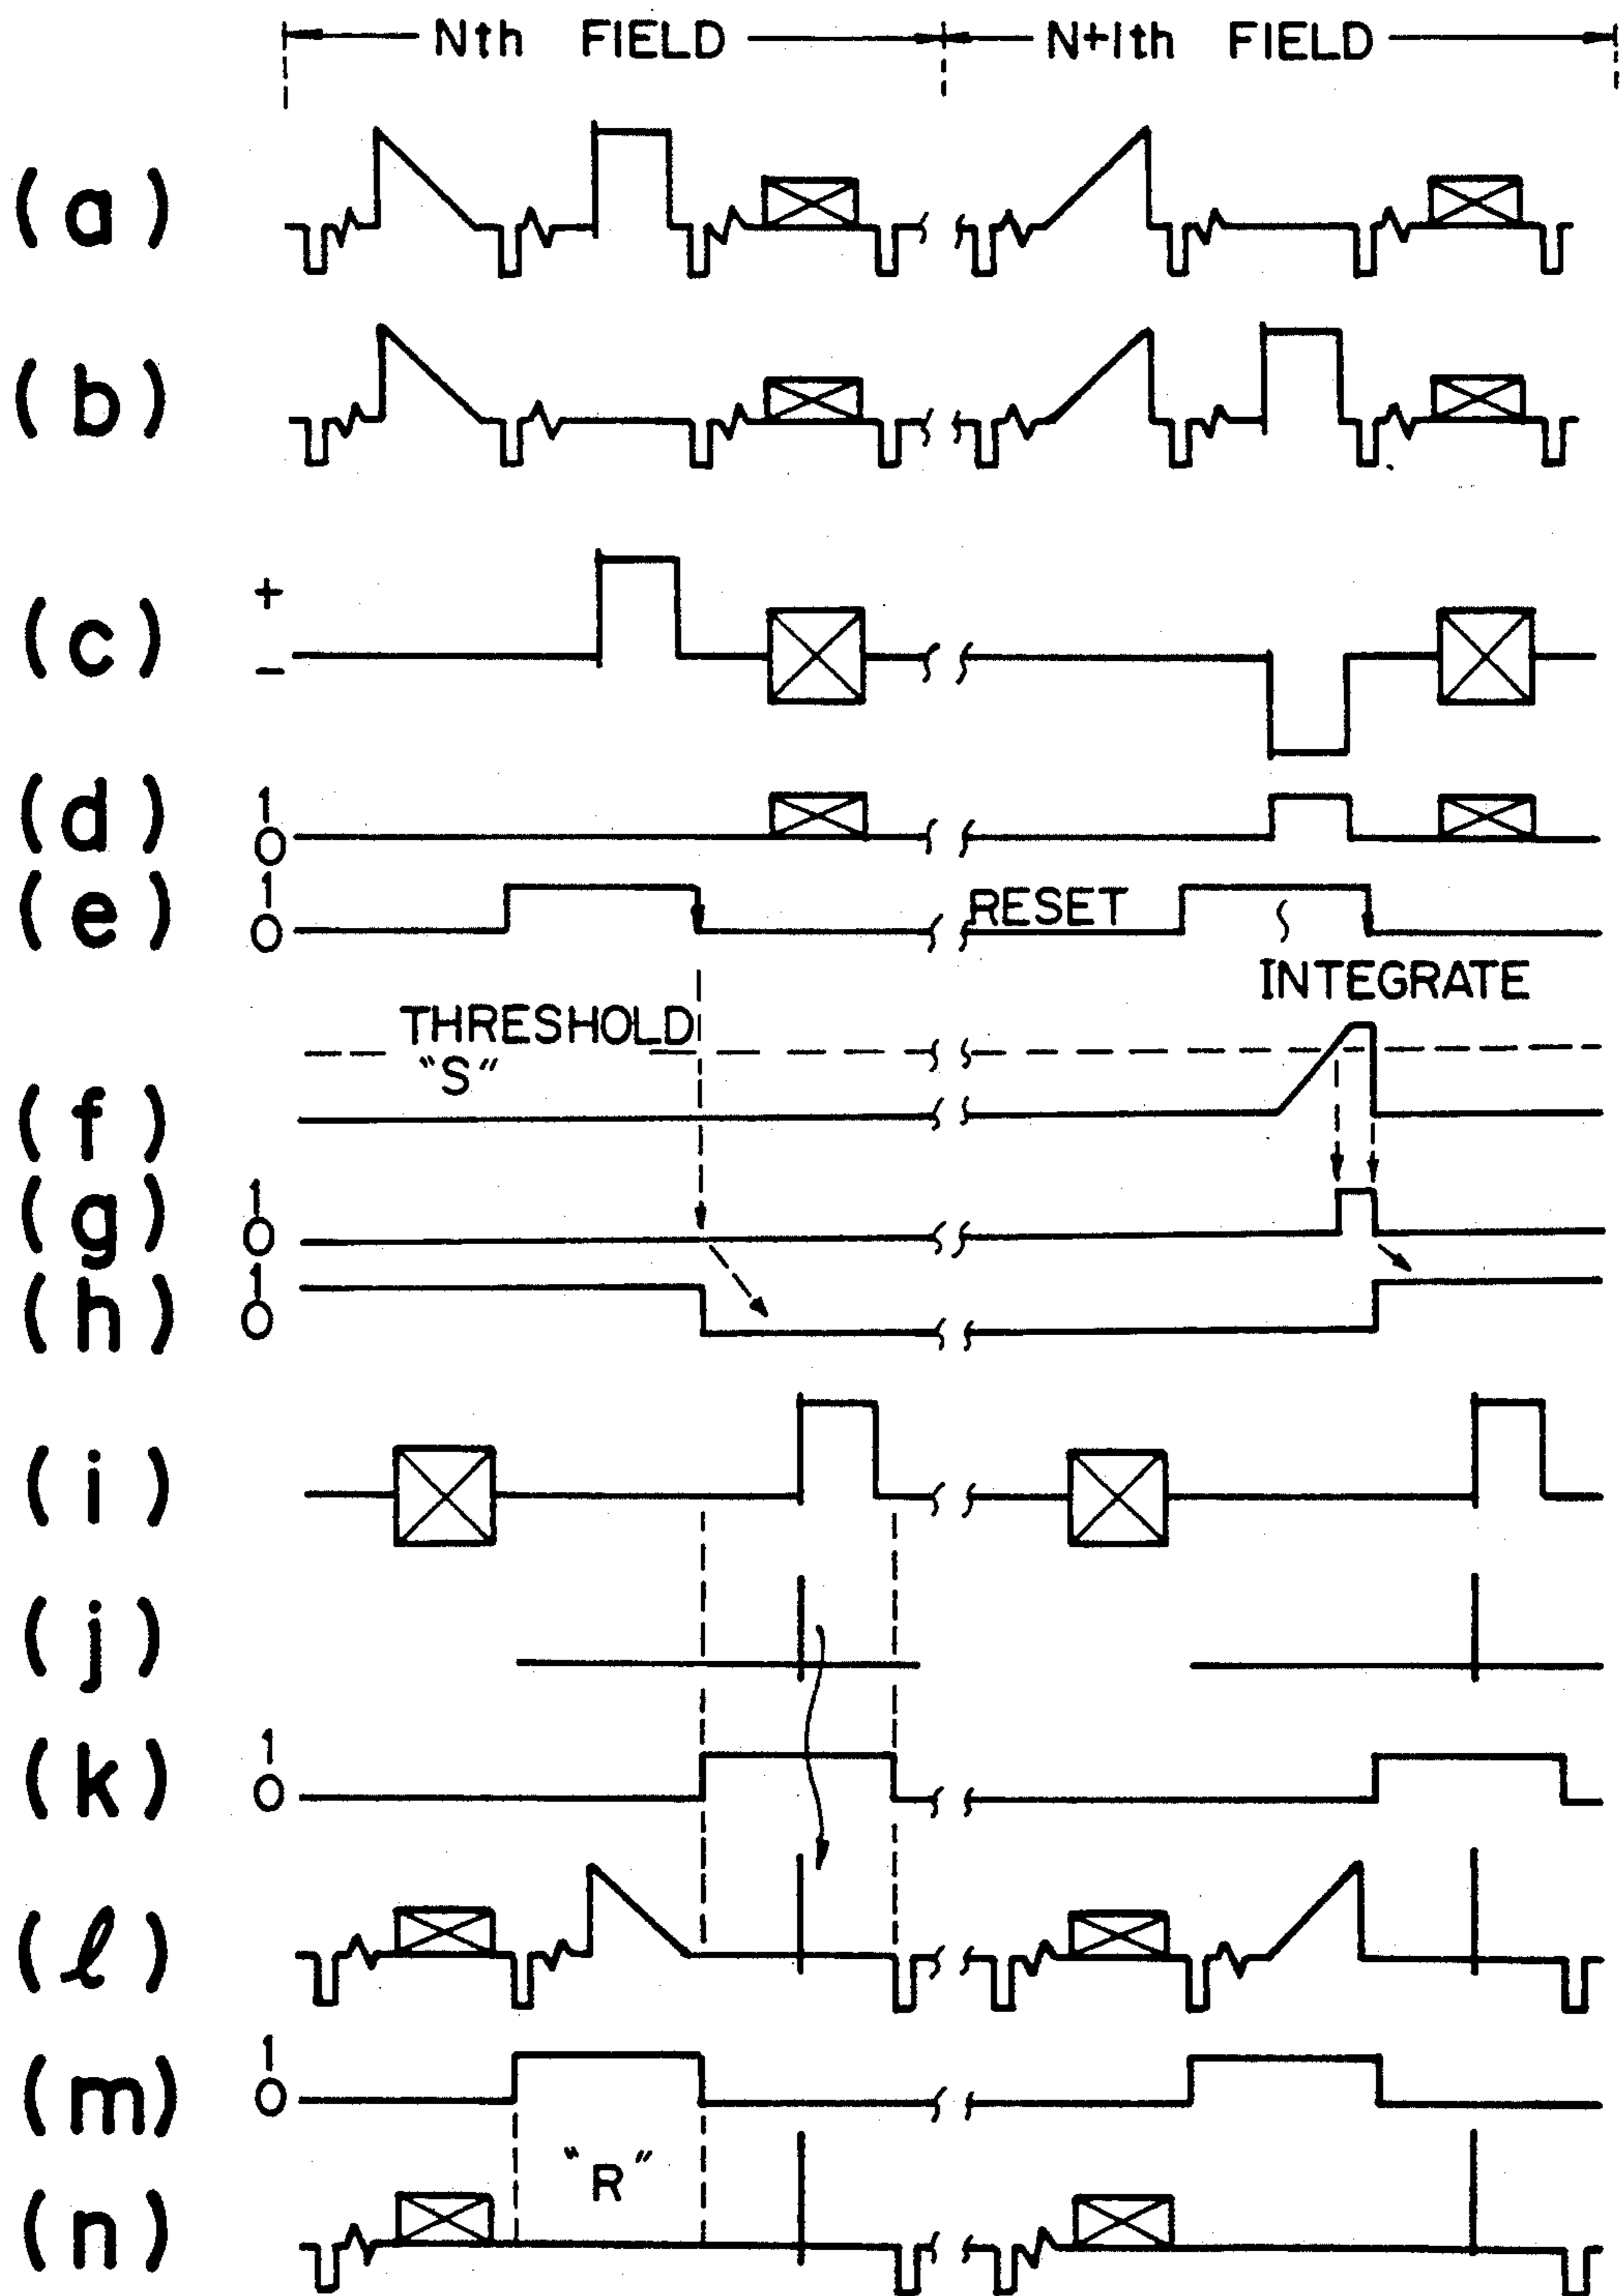 Nth FIELD N+1th FIELD
(a)
(b)
(c) + −
(d) 1 0
(e) 1 0 RESET
INTEGRATE
THRESHOLD
"S"
(f)
(g) 1 0
(h) 1 0
(i)
(j)
(k) 1 0
(ℓ)
(m) 1 0
"R"
(n)